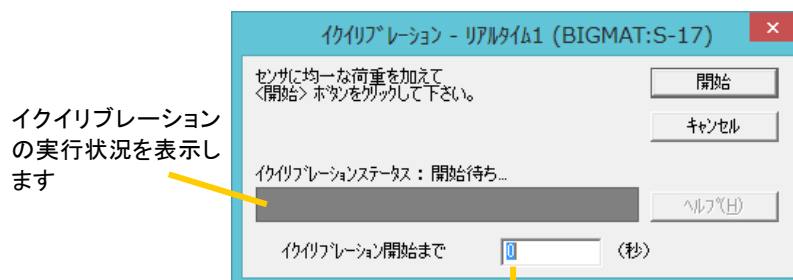 ｲｸｲﾘﾌﾞﾚｰｼｮﾝ - ﾘｱﾙﾀｲﾑ1 (BIGMAT:S-17)
×
ｾﾝｻに均一な荷重を加えて
<開始> ﾎﾞﾀﾝをｸﾘｯｸして下さい。
開始
ｷｬﾝｾﾙ
イクイリブレーション
の実行状況を表示し
ます
ｲｸｲﾘﾌﾞﾚｰｼｮﾝｽﾃｰﾀｽ： 開始待ち...
ﾍﾙﾌﾟ(H)
ｲｸｲﾘﾌﾞﾚｰｼｮﾝ開始まで 0 (秒)